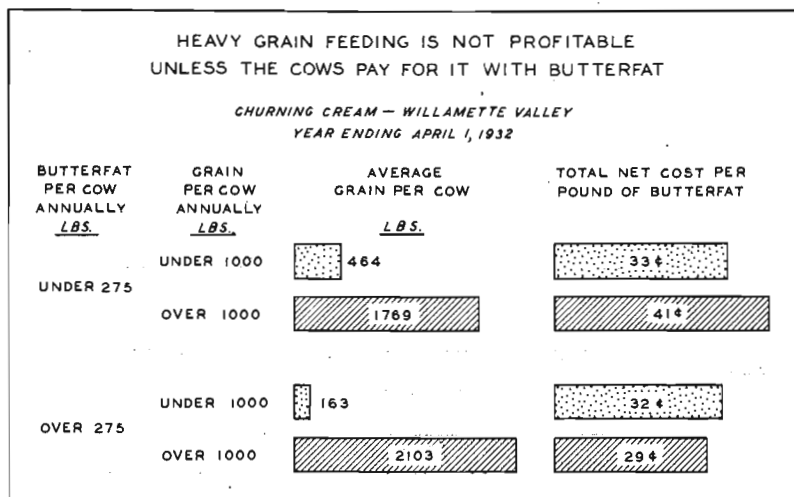 HEAVY GRAIN FEEDING IS NOT PROFITABLE
UNLESS THE COWS PAY FOR IT WITH BUTTERFAT
CHURNING CREAM — WILLAMETTE VALLEY
YEAR ENDING APRIL 1, 1932
BUTTERFAT GRAIN AVERAGE TOTAL NET COST PER
PER COW PER COW GRAIN PER COW POUND OF BUTTERFAT
ANNUALLY ANNUALLY
LBS. LBS. LBS.
UNDER 1000 464 33¢
UNDER 275
OVER 1000 1769 41¢
UNDER 1000 163 32¢
OVER 275
OVER 1000 2103 29¢